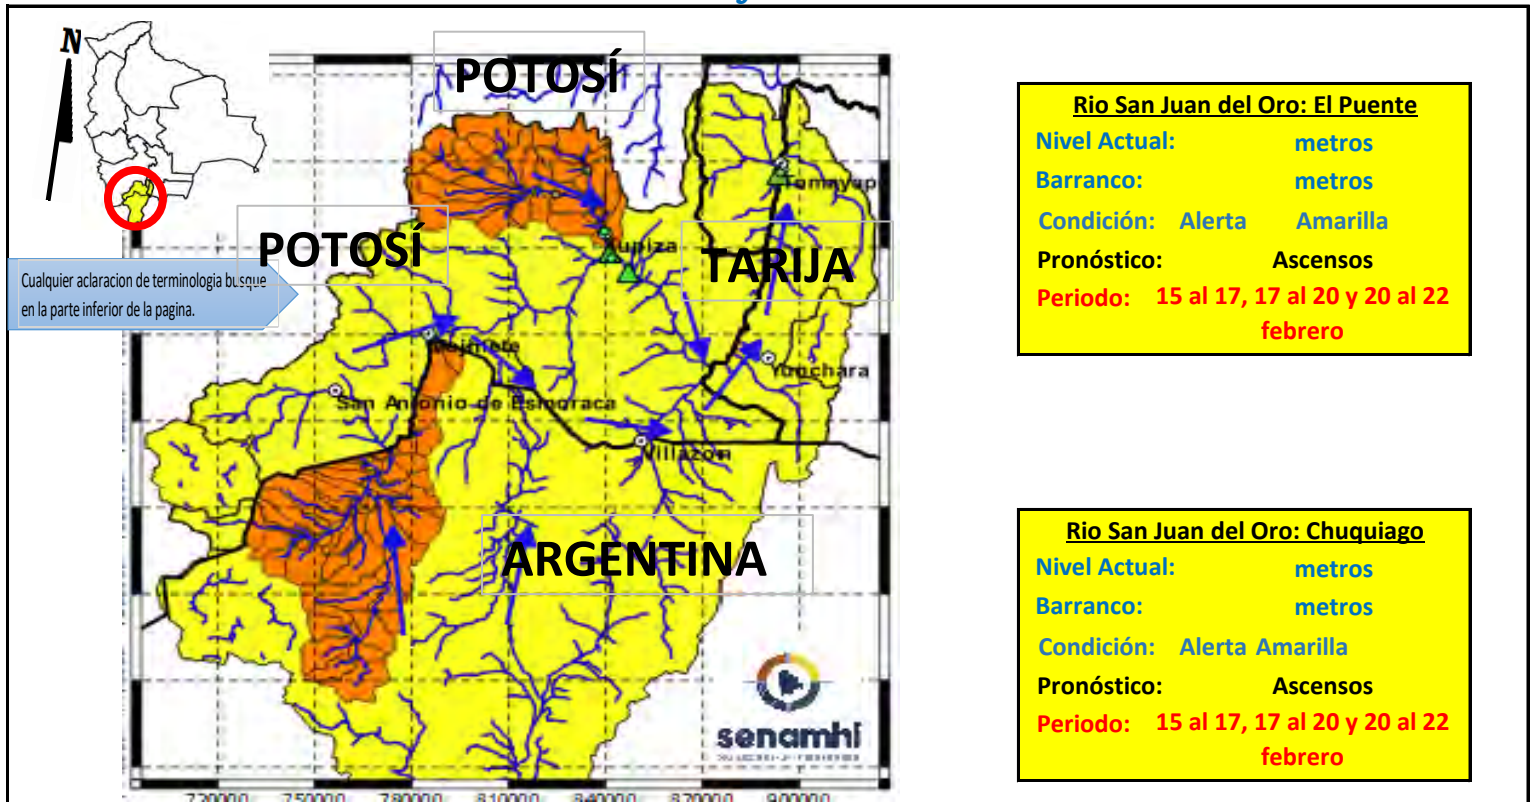 N
POTOSÍ
POTOSÍ
TARIJA
ARGENTINA
Cualquier aclaracion de terminologia busque
en la parte inferior de la pagina.
Yunchara
San Antonio de Esmoraca
Villazon
senamhi
720000 750000 780000 810000 840000 870000 900000
Rio San Juan del Oro: El Puente
Nivel Actual: metros
Barranco: metros
Condición: Alerta Amarilla
Pronóstico: Ascensos
Periodo: 15 al 17, 17 al 20 y 20 al 22
febrero
Rio San Juan del Oro: Chuquiago
Nivel Actual: metros
Barranco: metros
Condición: Alerta Amarilla
Pronóstico: Ascensos
Periodo: 15 al 17, 17 al 20 y 20 al 22
febrero